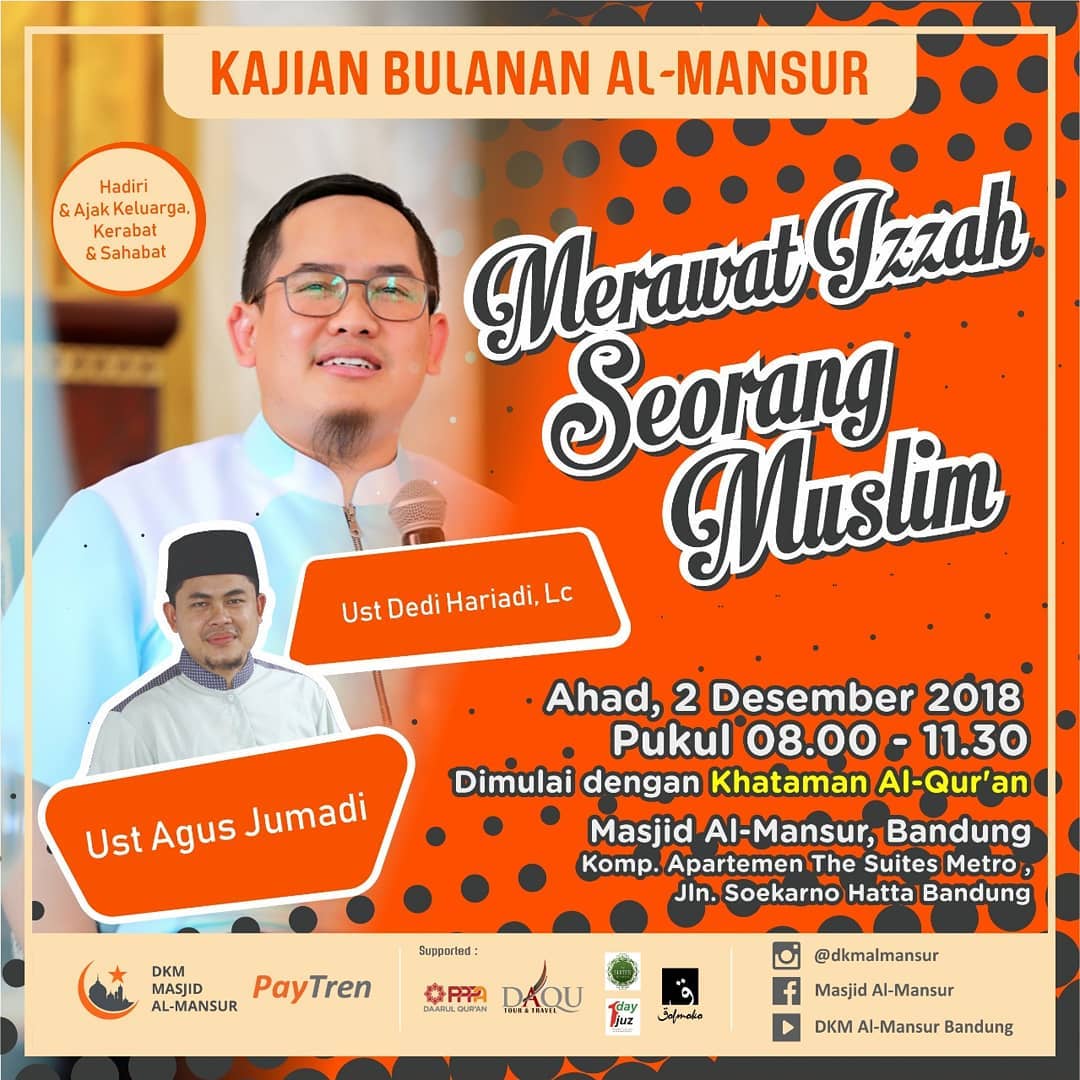 KAJIAN BULANAN AL-MANSUR
Hadiri
& Ajak Keluarga,
Kerabat
& Sahabat
Merawat Izzah
Seorang
Muslim
Ust Dedi Hariadi, Lc
Ust Agus Jumadi
Ahad, 2 Desember 2018
Pukul 08.00 - 11.30
Dimulai dengan Khataman Al-Qur'an
Masjid Al-Mansur, Bandung
Komp. Apartemen The Suites Metro ,
Jln. Soekarno Hatta Bandung
DKM
MASJID
AL-MANSUR
PayTren
Supported :
PPPA
DAARUL QUR'AN
DAQU
TOUR & TRAVEL
1day
1juz
@dkmalmansur
Masjid Al-Mansur
DKM Al-Mansur Bandung